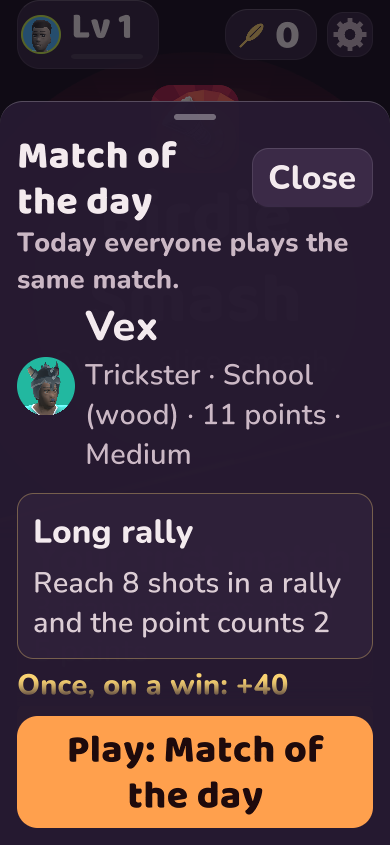 Lv 1
0
Match of
the day
Close
Today everyone plays the
same match.
Vex
Trickster · School
(wood) · 11 points ·
Medium
Long rally
Reach 8 shots in a rally
and the point counts 2
Once, on a win: +40
Play: Match of
the day